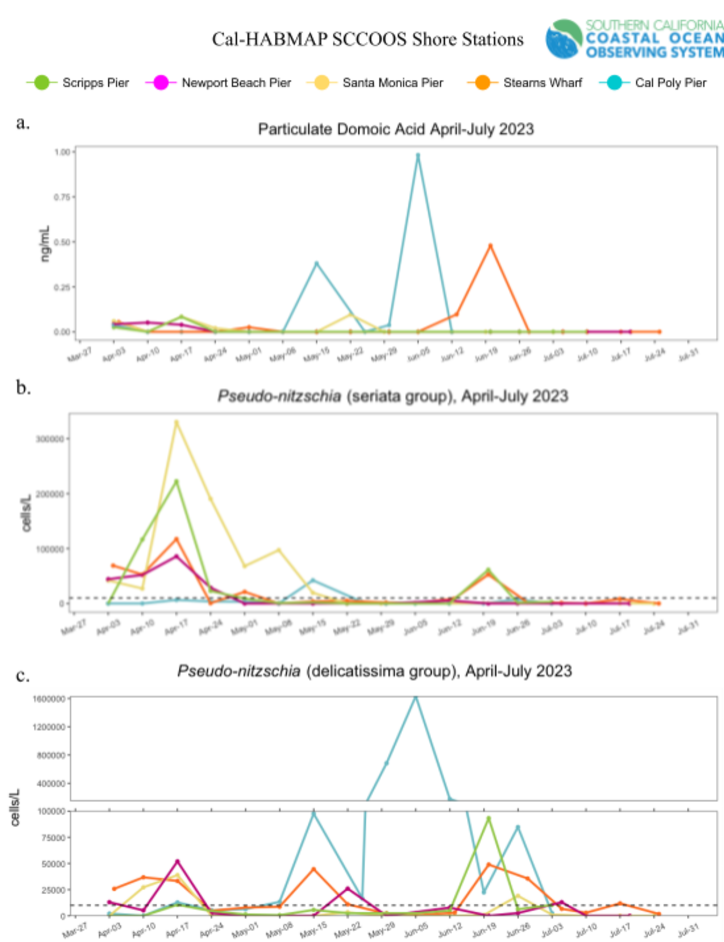 Cal-HABMAP SCCOOS Shore Stations
SOUTHERN CALIFORNIA
COASTAL OCEAN
OBSERVING SYSTEM
Scripps Pier Newport Beach Pier Santa Monica Pier Stearns Wharf Cal Poly Pier
a.
Particulate Domoic Acid April-July 2023
1.00
0.75
ng/mL
0.50
0.25
0.00
Mar-27 Apr-03 Apr-10 Apr-17 Apr-24 May-01 May-08 May-15 May-22 May-29 Jun-05 Jun-12 Jun-19 Jun-26 Jul-03 Jul-10 Jul-17 Jul-24 Jul-31
b.
Pseudo-nitzschia (seriata group), April-July 2023
300000
200000
cells/L
100000
0
Mar-27 Apr-03 Apr-10 Apr-17 Apr-24 May-01 May-08 May-15 May-22 May-29 Jun-05 Jun-12 Jun-19 Jun-26 Jul-03 Jul-10 Jul-17 Jul-24 Jul-31
c.
Pseudo-nitzschia (delicatissima group), April-July 2023
1600000
1200000
800000
400000
cells/L
100000
75000
50000
25000
0
Mar-27 Apr-03 Apr-10 Apr-17 Apr-24 May-01 May-08 May-15 May-22 May-29 Jun-05 Jun-12 Jun-19 Jun-26 Jul-03 Jul-10 Jul-17 Jul-24 Jul-31